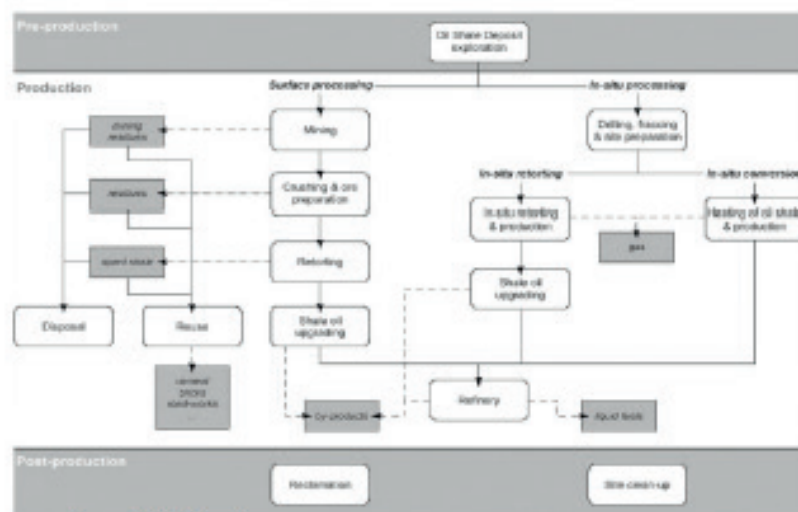 Pre-production
Oil Shale Deposit
exploration
Production
Surface processing
In-situ processing
mining
residues
Mining
Drilling, fracing
& site preparation
In-situ retorting
In-situ conversion
residues
Crushing & ore
preparation
In-situ retorting
& production
Heating of oil shale
& production
gas
spent shale
Retorting
Shale oil
upgrading
Disposal
Reuse
Shale oil
upgrading
cement
bricks
Refinery
by-products
liquid fuels
Post-production
Reclamation
Site clean-up